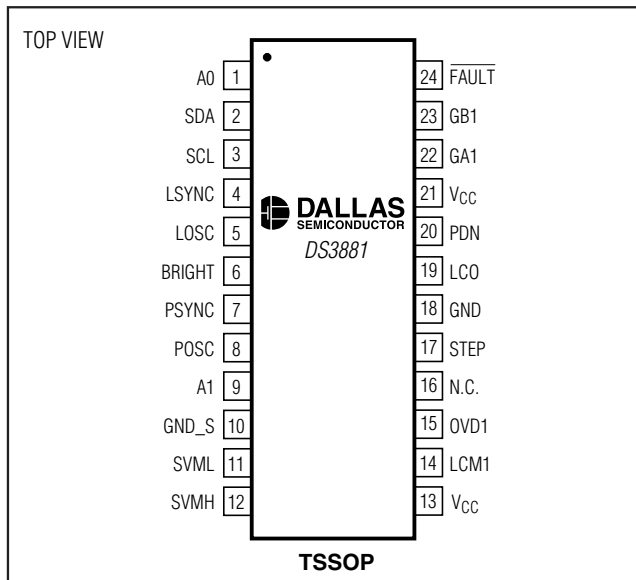 TOP VIEW
A0 1
SDA 2
SCL 3
LSYNC 4
LOSC 5
BRIGHT 6
PSYNC 7
POSC 8
A1 9
GND_S 10
SVML 11
SVMH 12
DALLAS
SEMICONDUCTOR
DS3881
24 FAULT
23 GB1
22 GA1
21 VCC
20 PDN
19 LCO
18 GND
17 STEP
16 N.C.
15 OVD1
14 LCM1
13 VCC
TSSOP